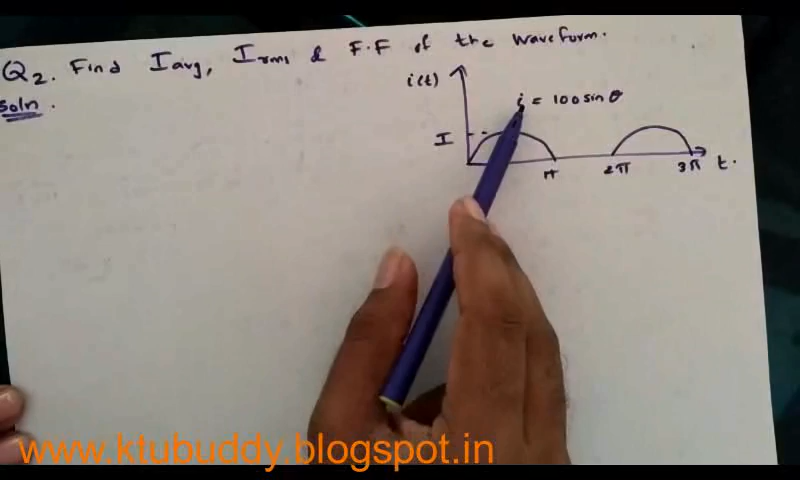 Q2. Find Iavg, Irms & F.F of the waveform.
Soln.
i(t)
i = 100 sin θ
I
π 2π 3π t.
www.ktubuddy.blogspot.in